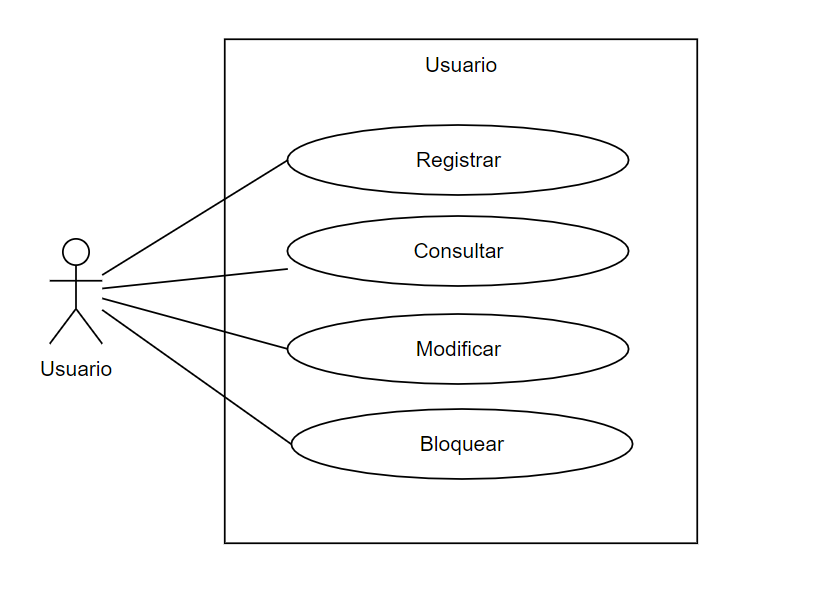 Usuario
Registrar
Consultar
Modificar
Bloquear
Usuario